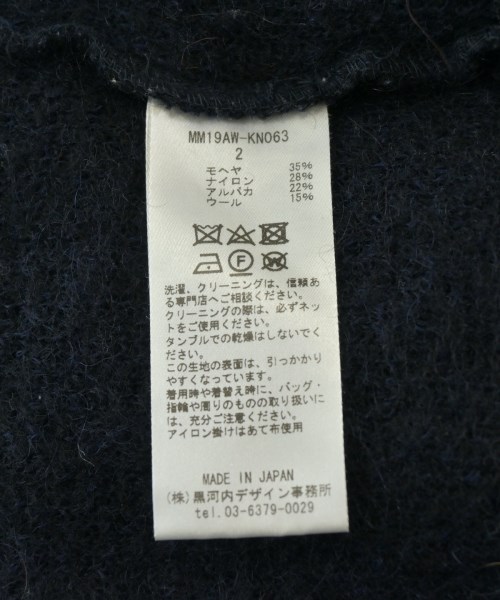 MM19AW-KN063
2
モヘヤ 35%
ナイロン 28%
アルパカ 22%
ウール 15%
F W
洗濯、クリーニングは、信頼あ
る専門店へご相談ください。
クリーニングの際は、必ずネッ
トをご使用ください。
タンブルでの乾燥はしないでく
ださい。
この生地の表面は、引っかかり
やすくなっています。
着用時や着替え時に、バッグ・
指輪や周りのものの取り扱いに
は、充分ご注意ください。
アイロン掛けはあて布使用
MADE IN JAPAN
(株)黒河内デザイン事務所
tel.03-6379-0029